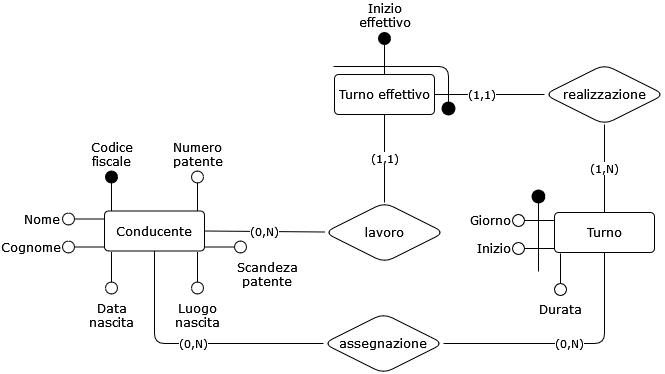 Inizio
effettivo
Turno effettivo
(1,1)
realizzazione
Codice
fiscale
Numero
patente
(1,1)
(1,N)
Nome
Conducente
(0,N)
lavoro
Giorno
Turno
Cognome
Inizio
Scandeza
patente
Data
nascita
Luogo
nascita
Durata
(0,N)
assegnazione
(0,N)